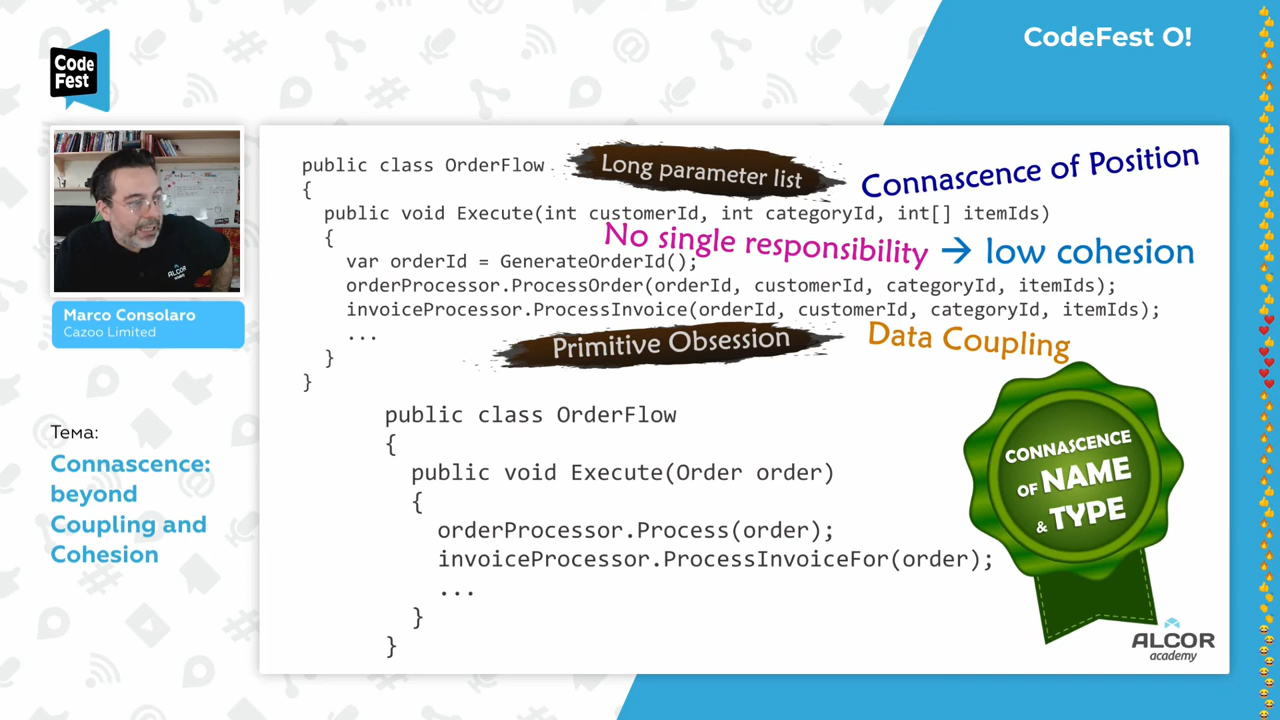 CodeFest O!
Code
Fest
ALCOR
Marco Consolaro
Cazoo Limited
Тема:
Connascence:
beyond
Coupling and
Cohesion
public class OrderFlow
Long parameter list
Connascence of Position
{
public void Execute(int customerId, int categoryId, int[] itemIds)
{
No single responsibility → low cohesion
var orderId = GenerateOrderId();
orderProcessor.ProcessOrder(orderId, customerId, categoryId, itemIds);
invoiceProcessor.ProcessInvoice(orderId, customerId, categoryId, itemIds);
...
Primitive Obsession
Data Coupling
}
}
public class OrderFlow
{
public void Execute(Order order)
{
orderProcessor.Process(order);
invoiceProcessor.ProcessInvoiceFor(order);
...
}
}
CONNASCENCE
OF NAME
& TYPE
ALCOR
academy